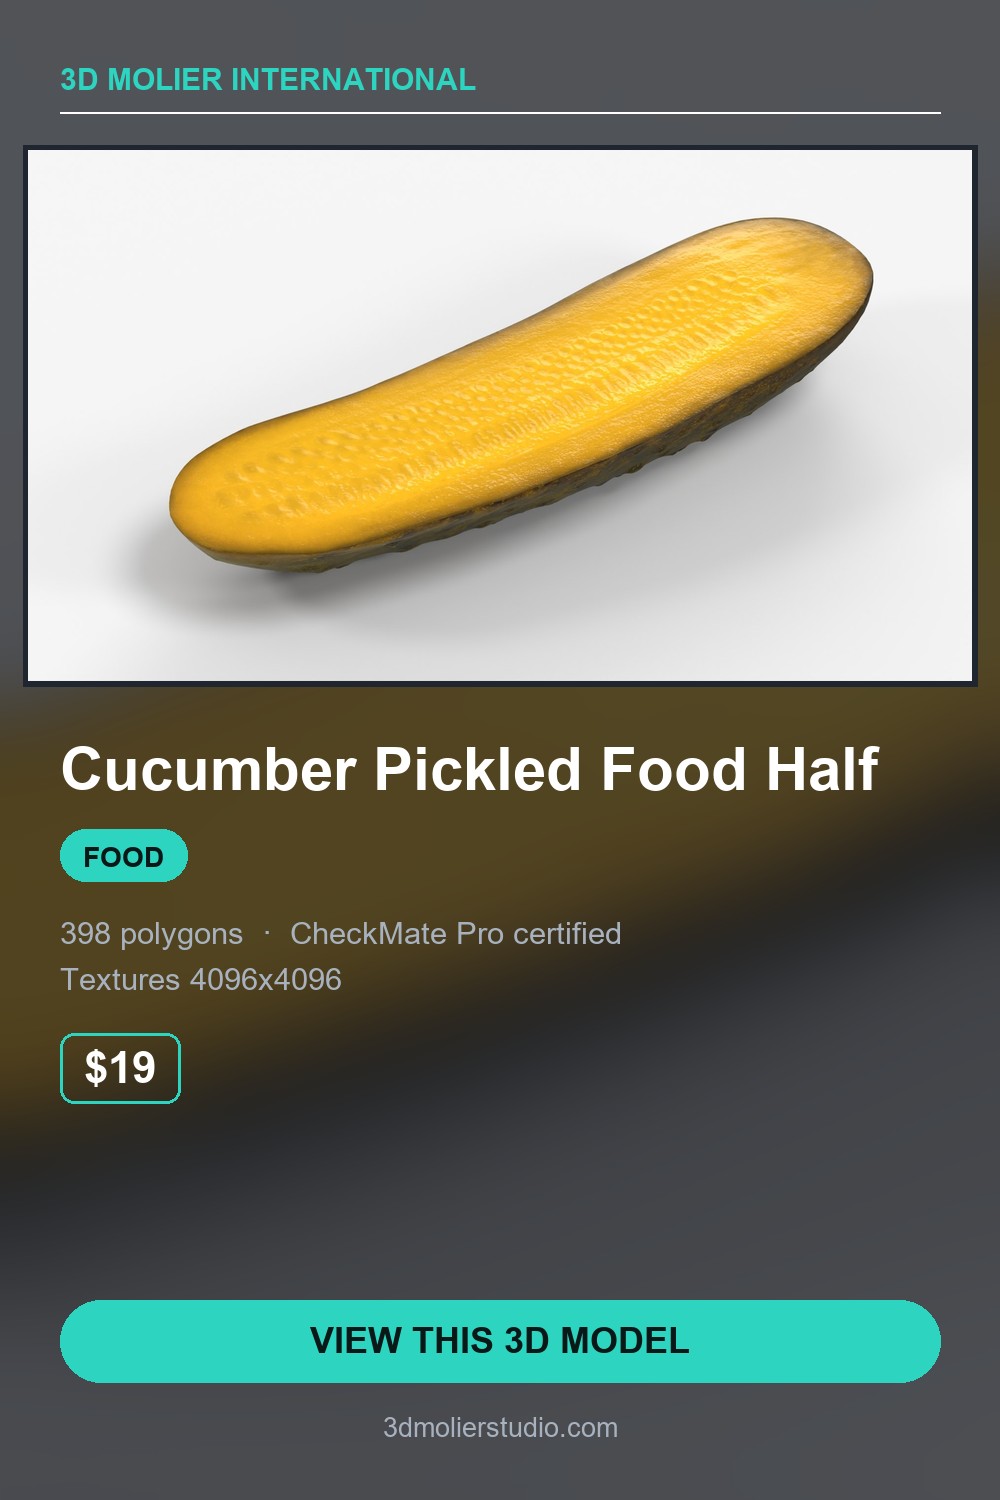 3D MOLIER INTERNATIONAL
Cucumber Pickled Food Half
FOOD
398 polygons · CheckMate Pro certified
Textures 4096x4096
$19
VIEW THIS 3D MODEL
3dmolierstudio.com